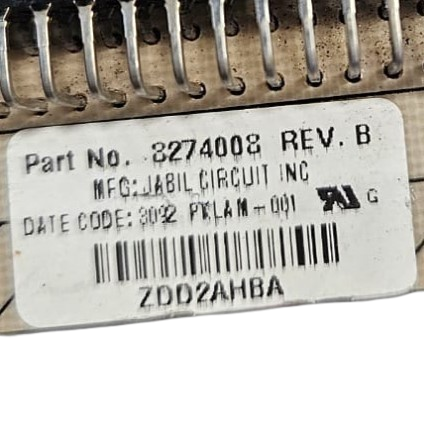 Part No. 8274008 REV. B
MFG: JABIL CIRCUIT INC
DATE CODE: 3092 PKLAM-001 G
ZDD2AHBA